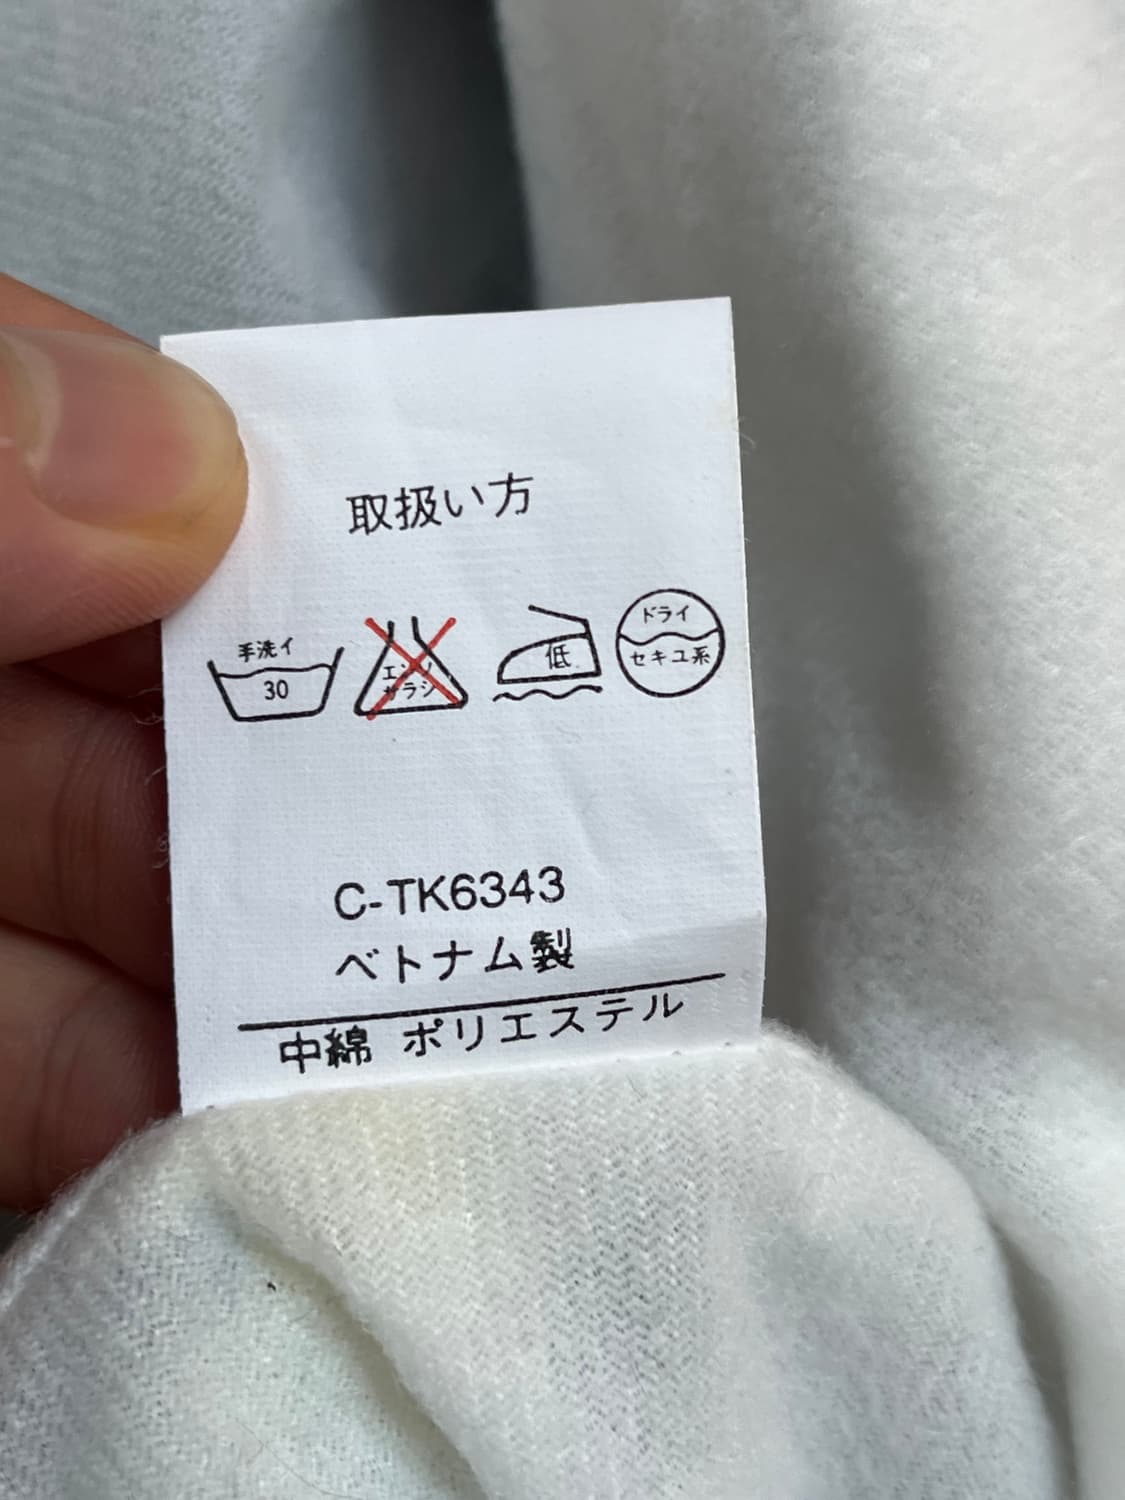 取扱い方
手洗イ
30
エンソ
サラシ
低
ドライ
セキユ系
C-TK6343
ベトナム製
中綿 ポリエステル